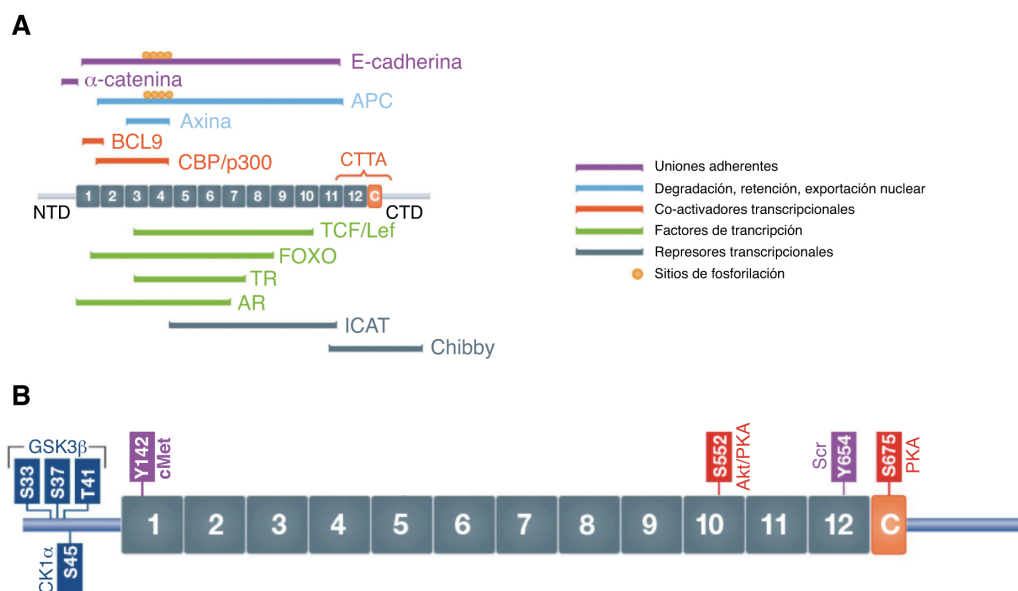 A
E-cadherina
α-catenina
APC
Axina
BCL9
CBP/p300
CTTA
1 2 3 4 5 6 7 8 9 10 11 12 C
NTD
CTD
TCF/Lef
FOXO
TR
AR
ICAT
Chibby
Uniones adherentes
Degradación, retención, exportación nuclear
Co-activadores transcripcionales
Factores de trancripción
Represores transcripcionales
Sitios de fosforilación
B
GSK3β
S33
S37
T41
Y142
cMet
S552
Akt/PKA
Scr
Y654
S675
PKA
1 2 3 4 5 6 7 8 9 10 11 12 C
CK1α
S45